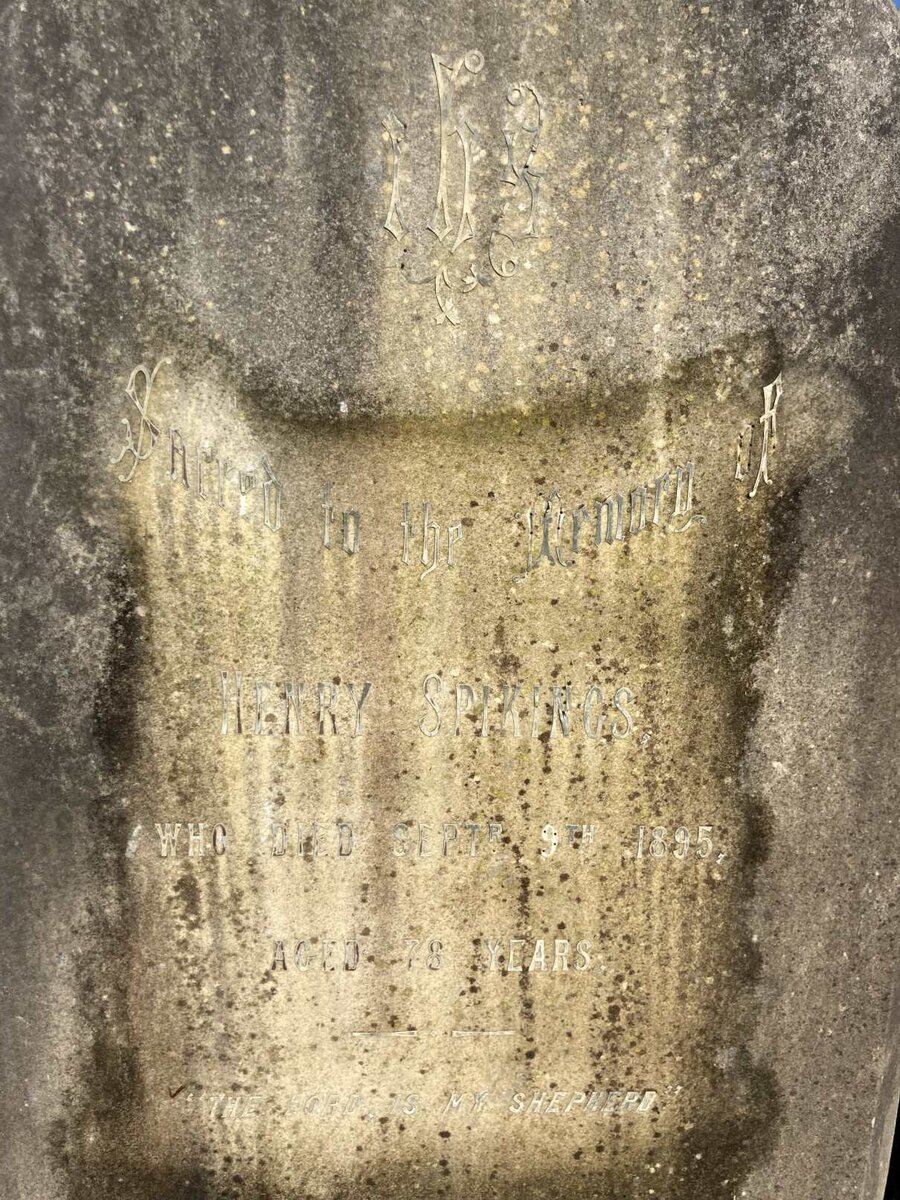 ihs
Sacred to the Memory of
HENRY SPIKINGS,
WHO DIED SEPTR 9TH 1895,
AGED 78 YEARS.
"THE LORD IS MY SHEPHERD"